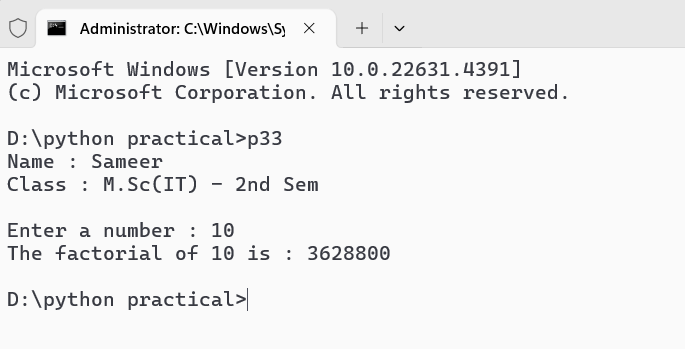 Administrator: C:\Windows\Sy
Microsoft Windows [Version 10.0.22631.4391]
(c) Microsoft Corporation. All rights reserved.
D:\python practical>p33
Name : Sameer
Class : M.Sc(IT) - 2nd Sem
Enter a number : 10
The factorial of 10 is : 3628800
D:\python practical>